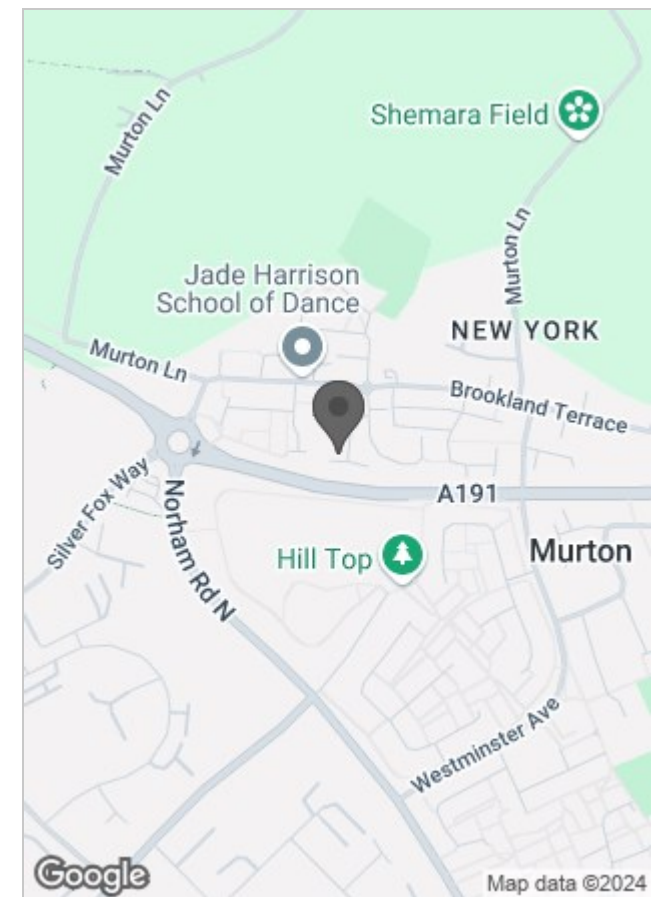 Murton Ln
Shemara Field
Murton Ln
Jade Harrison
School of Dance
NEW YORK
Murton Ln
Brookland Terrace
Silver Fox Way
A191
Norham Rd N
Hill Top
Murton
Westminster Ave
Google
Map data ©2024